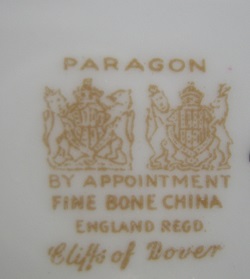 PARAGON
BY APPOINTMENT
FINE BONE CHINA
ENGLAND REGD.
Cliffs of Dover